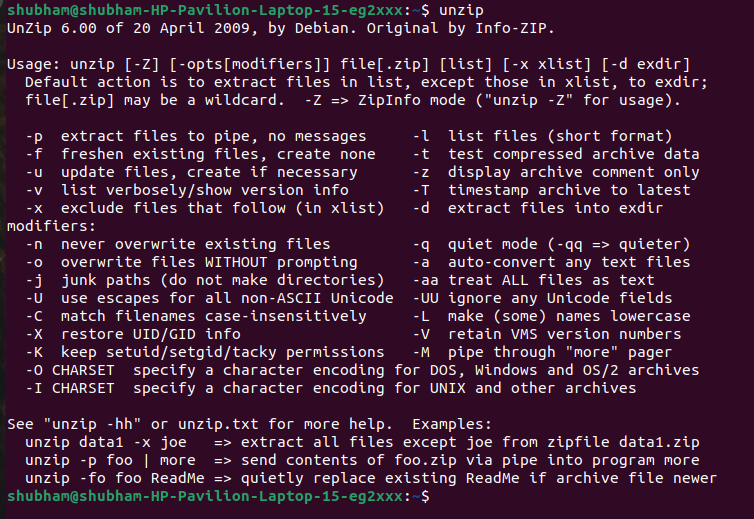 shubham@shubham-HP-Pavilion-Laptop-15-eg2xxx:~$ unzip
UnZip 6.00 of 20 April 2009, by Debian. Original by Info-ZIP.

Usage: unzip [-Z] [-opts[modifiers]] file[.zip] [list] [-x xlist] [-d exdir]
  Default action is to extract files in list, except those in xlist, to exdir;
  file[.zip] may be a wildcard.  -Z => ZipInfo mode ("unzip -Z" for usage).

  -p  extract files to pipe, no messages     -l  list files (short format)
  -f  freshen existing files, create none    -t  test compressed archive data
  -u  update files, create if necessary      -z  display archive comment only
  -v  list verbosely/show version info       -T  timestamp archive to latest
  -x  exclude files that follow (in xlist)   -d  extract files into exdir
modifiers:
  -n  never overwrite existing files         -q  quiet mode (-qq => quieter)
  -o  overwrite files WITHOUT prompting      -a  auto-convert any text files
  -j  junk paths (do not make directories)   -aa treat ALL files as text
  -U  use escapes for all non-ASCII Unicode  -UU ignore any Unicode fields
  -C  match filenames case-insensitively     -L  make (some) names lowercase
  -X  restore UID/GID info                   -V  retain VMS version numbers
  -K  keep setuid/setgid/tacky permissions   -M  pipe through "more" pager
  -O CHARSET  specify a character encoding for DOS, Windows and OS/2 archives
  -I CHARSET  specify a character encoding for UNIX and other archives

See "unzip -hh" or unzip.txt for more help.  Examples:
  unzip data1 -x joe   => extract all files except joe from zipfile data1.zip
  unzip -p foo | more  => send contents of foo.zip via pipe into program more
  unzip -fo foo ReadMe => quietly replace existing ReadMe if archive file newer
shubham@shubham-HP-Pavilion-Laptop-15-eg2xxx:~$